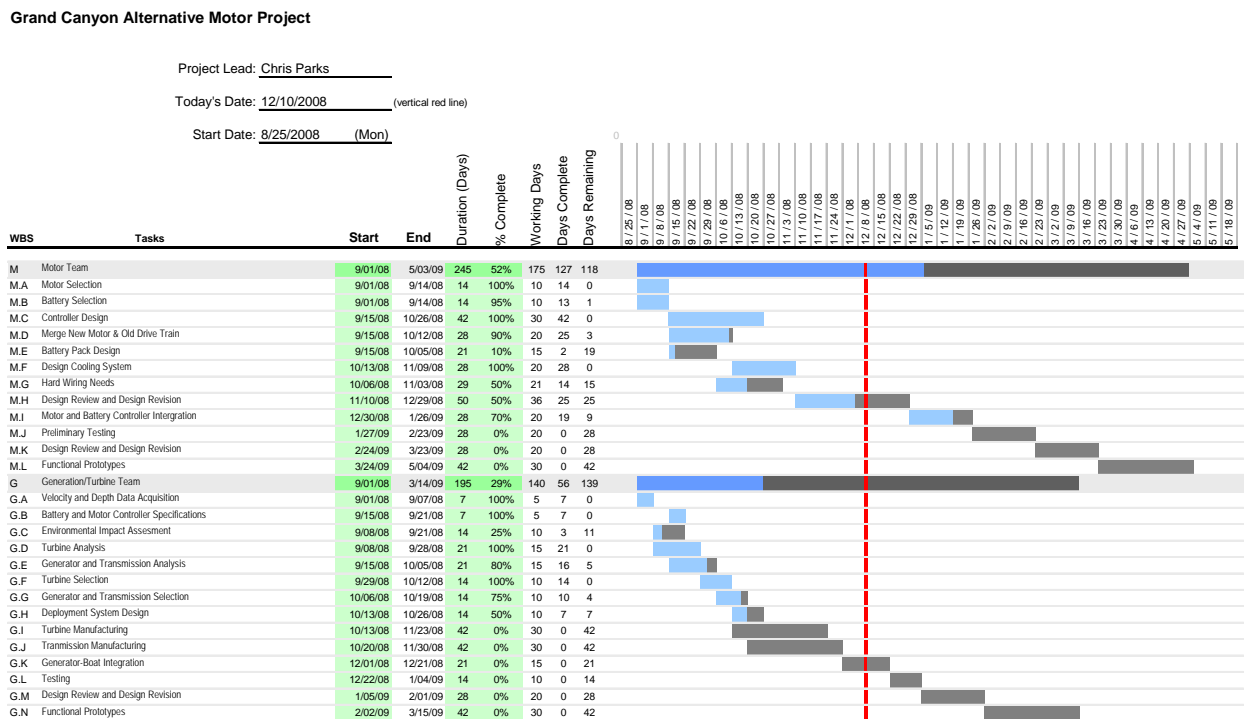 Grand Canyon Alternative Motor Project
Project Lead: Chris Parks
Today's Date: 12/10/2008 (vertical red line)
Start Date: 8/25/2008 (Mon)
0
WBS Tasks Start End Duration (Days) % Complete Working Days Days Complete Days Remaining 8 / 25 / 08 9 / 1 / 08 9 / 8 / 08 9 / 15 / 08 9 / 22 / 08 9 / 29 / 08 10 / 6 / 08 10 / 13 / 08 10 / 20 / 08 10 / 27 / 08 11 / 3 / 08 11 / 10 / 08 11 / 17 / 08 11 / 24 / 08 12 / 1 / 08 12 / 8 / 08 12 / 15 / 08 12 / 22 / 08 12 / 29 / 08 1 / 5 / 09 1 / 12 / 09 1 / 19 / 09 1 / 26 / 09 2 / 2 / 09 2 / 9 / 09 2 / 16 / 09 2 / 23 / 09 3 / 2 / 09 3 / 9 / 09 3 / 16 / 09 3 / 23 / 09 3 / 30 / 09 4 / 6 / 09 4 / 13 / 09 4 / 20 / 09 4 / 27 / 09 5 / 4 / 09 5 / 11 / 09 5 / 18 / 09
M Motor Team 9/01/08 5/03/09 245 52% 175 127 118
M.A Motor Selection 9/01/08 9/14/08 14 100% 10 14 0
M.B Battery Selection 9/01/08 9/14/08 14 95% 10 13 1
M.C Controller Design 9/15/08 10/26/08 42 100% 30 42 0
M.D Merge New Motor & Old Drive Train 9/15/08 10/12/08 28 90% 20 25 3
M.E Battery Pack Design 9/15/08 10/05/08 21 10% 15 2 19
M.F Design Cooling System 10/13/08 11/09/08 28 100% 20 28 0
M.G Hard Wiring Needs 10/06/08 11/03/08 29 50% 21 14 15
M.H Design Review and Design Revision 11/10/08 12/29/08 50 50% 36 25 25
M.I Motor and Battery Controller Intergration 12/30/08 1/26/09 28 70% 20 19 9
M.J Preliminary Testing 1/27/09 2/23/09 28 0% 20 0 28
M.K Design Review and Design Revision 2/24/09 3/23/09 28 0% 20 0 28
M.L Functional Prototypes 3/24/09 5/04/09 42 0% 30 0 42
G Generation/Turbine Team 9/01/08 3/14/09 195 29% 140 56 139
G.A Velocity and Depth Data Acquisition 9/01/08 9/07/08 7 100% 5 7 0
G.B Battery and Motor Controller Specifications 9/15/08 9/21/08 7 100% 5 7 0
G.C Environmental Impact Assesment 9/08/08 9/21/08 14 25% 10 3 11
G.D Turbine Analysis 9/08/08 9/28/08 21 100% 15 21 0
G.E Generator and Transmission Analysis 9/15/08 10/05/08 21 80% 15 16 5
G.F Turbine Selection 9/29/08 10/12/08 14 100% 10 14 0
G.G Generator and Transmission Selection 10/06/08 10/19/08 14 75% 10 10 4
G.H Deployment System Design 10/13/08 10/26/08 14 50% 10 7 7
G.I Turbine Manufacturing 10/13/08 11/23/08 42 0% 30 0 42
G.J Tranmission Manufacturing 10/20/08 11/30/08 42 0% 30 0 42
G.K Generator-Boat Integration 12/01/08 12/21/08 21 0% 15 0 21
G.L Testing 12/22/08 1/04/09 14 0% 10 0 14
G.M Design Review and Design Revision 1/05/09 2/01/09 28 0% 20 0 28
G.N Functional Prototypes 2/02/09 3/15/09 42 0% 30 0 42